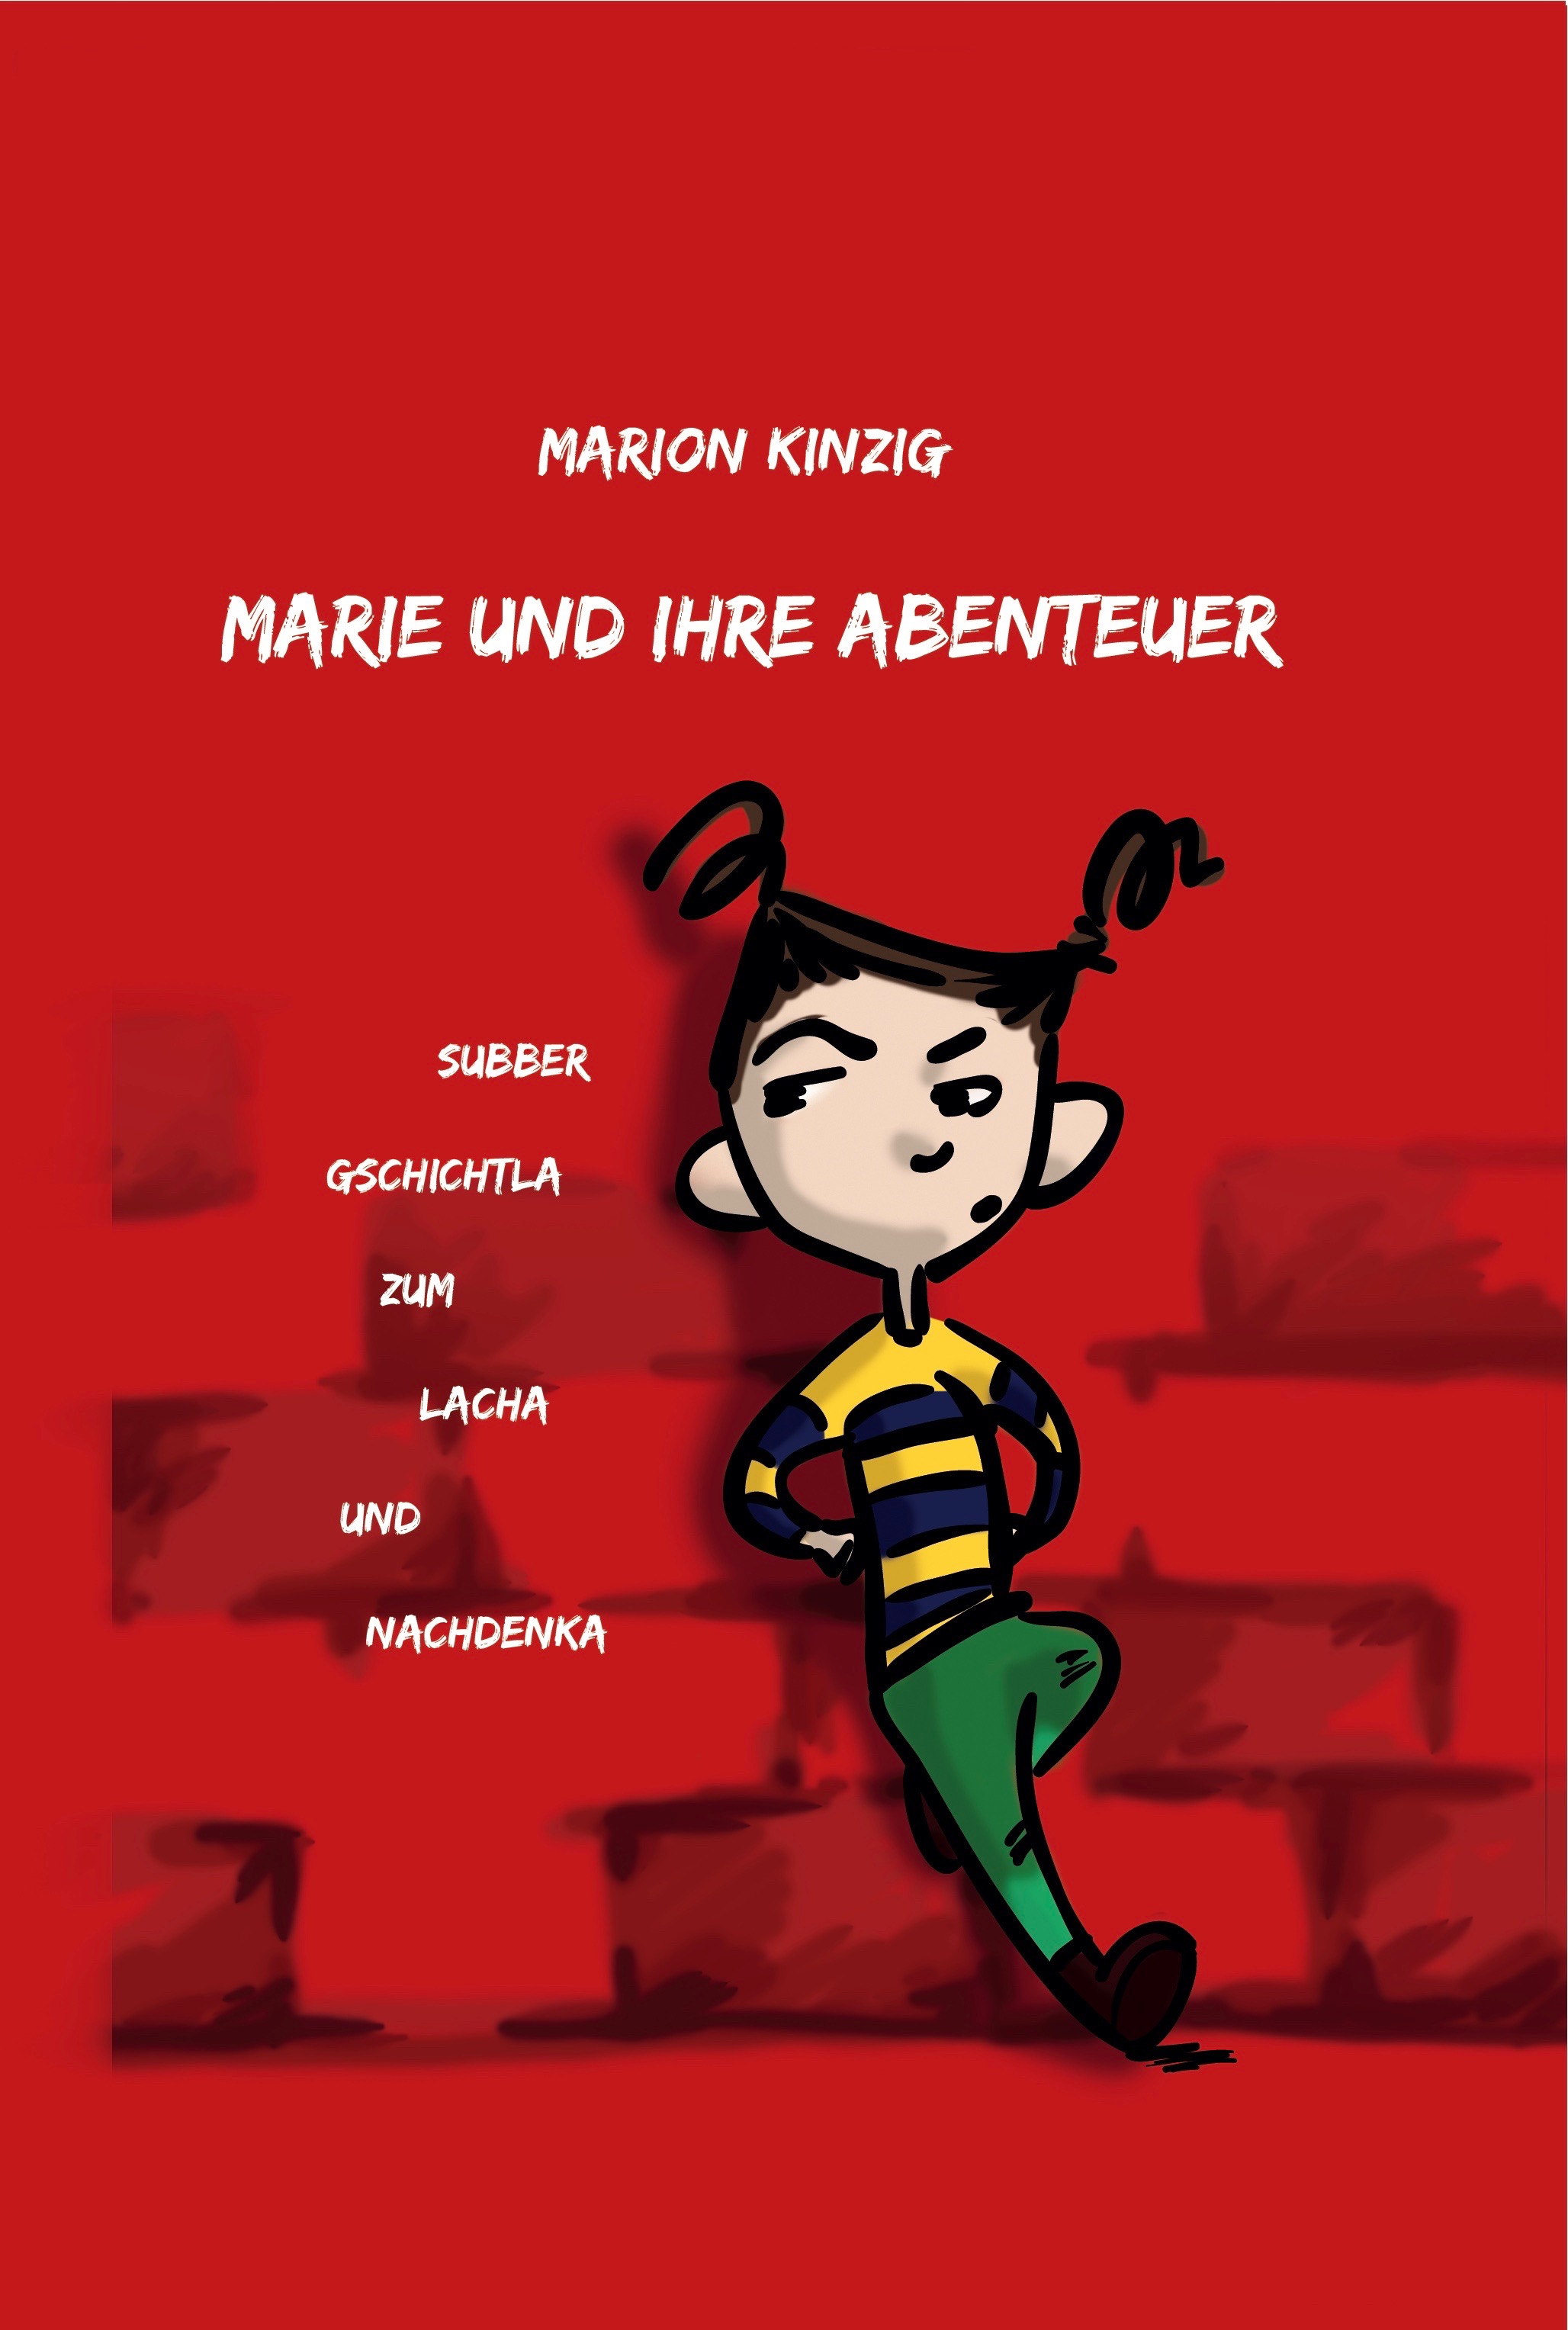 MARION KINZIG
MARIE UND IHRE ABENTEUER
SUBBER
GSCHICHTLA
ZUM
LACHA
UND
NACHDENKA